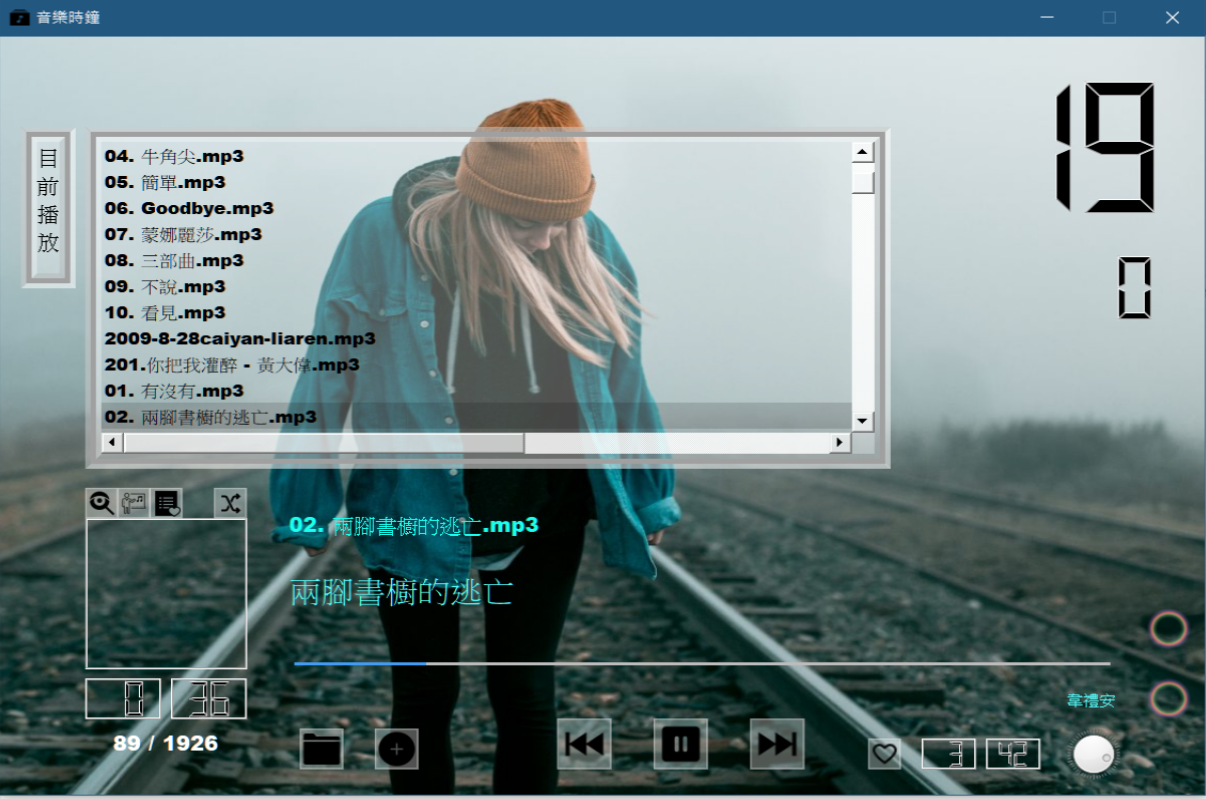 音樂時鐘
19
0
目前播放
04. 牛角尖.mp3
05. 簡單.mp3
06. Goodbye.mp3
07. 蒙娜麗莎.mp3
08. 三部曲.mp3
09. 不說.mp3
10. 看見.mp3
2009-8-28caiyan-liaren.mp3
201.你把我灌醉 - 黃大偉.mp3
01. 有沒有.mp3
02. 兩腳書櫥的逃亡.mp3
02. 兩腳書櫥的逃亡.mp3
兩腳書櫥的逃亡
韋禮安
0 36
89 / 1926
3 42